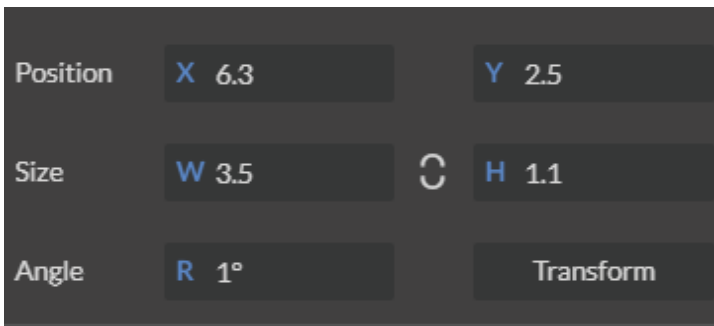 Position X 6.3 Y 2.5
Size W 3.5 H 1.1
Angle R 1° Transform